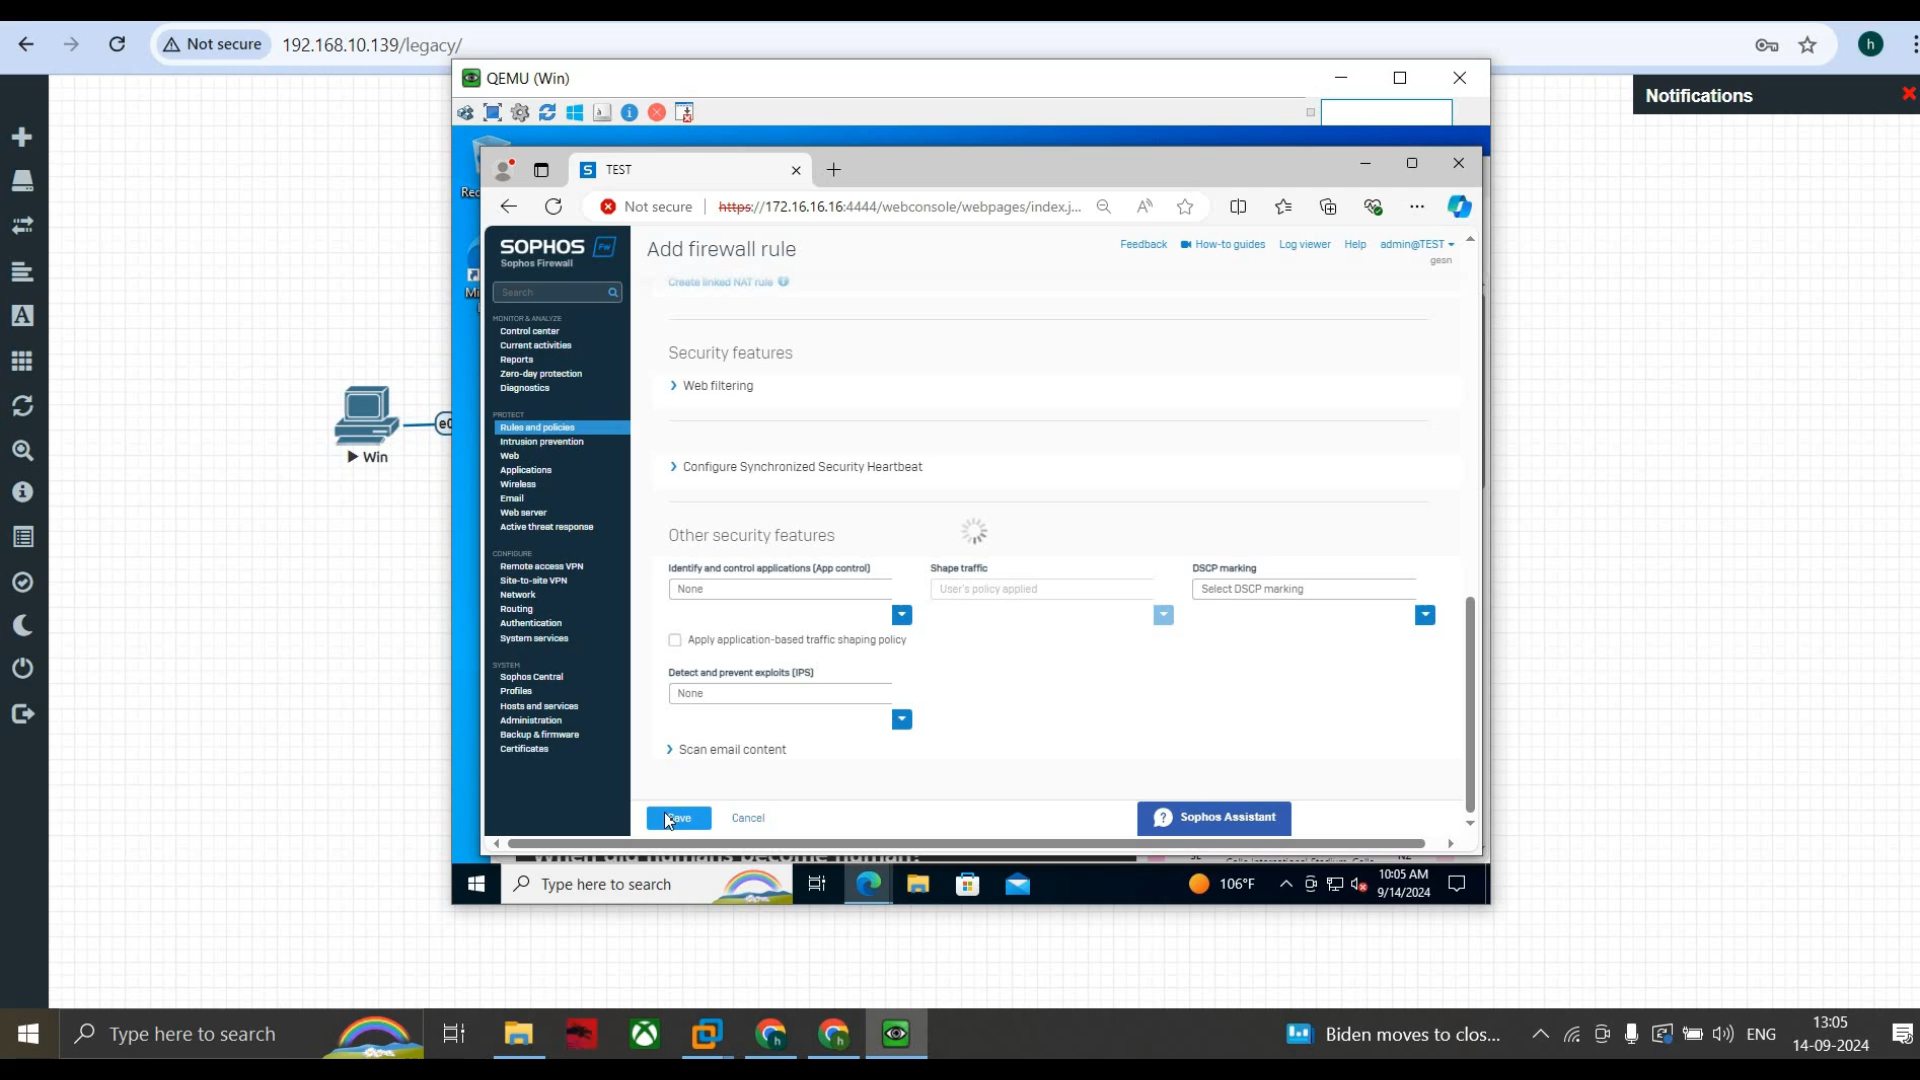 Not secure
192.168.10.139/legacy/
h
QEMU (Win)
Notifications
TEST
Not secure
https://172.16.16.16:4444/webconsole/webpages/index.j...
SOPHOS Fw
Sophos Firewall
Add firewall rule
Feedback
How-to guides
Log viewer
Help
admin@TEST
gesn
Search
Create linked NAT rule
MONITOR & ANALYZE
Control center
Current activities
Reports
Zero-day protection
Diagnostics
PROTECT
Rules and policies
Intrusion prevention
Web
Applications
Wireless
Email
Web server
Active threat response
CONFIGURE
Remote access VPN
Site-to-site VPN
Network
Routing
Authentication
System services
SYSTEM
Sophos Central
Profiles
Hosts and services
Administration
Backup & firmware
Certificates
Security features
Web filtering
Configure Synchronized Security Heartbeat
Other security features
Identify and control applications (App control)
Shape traffic
DSCP marking
None
User's policy applied
Select DSCP marking
Apply application-based traffic shaping policy
Detect and prevent exploits (IPS)
None
Scan email content
Cancel
Sophos Assistant
e0
Win
Type here to search
106°F
10:05 AM
9/14/2024
Type here to search
Biden moves to clos...
ENG
13:05
14-09-2024